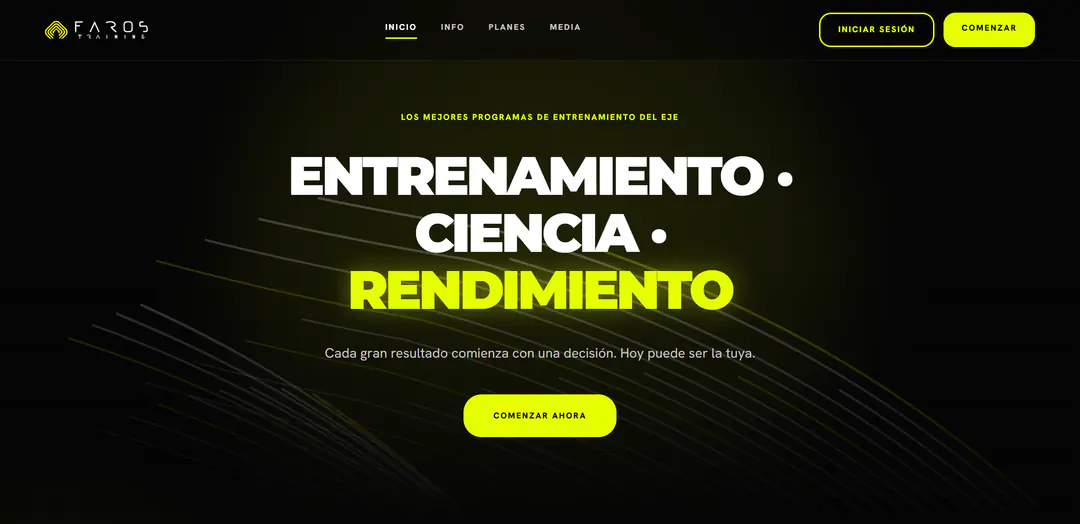 FAROS
TRAINING
INICIO
INFO
PLANES
MEDIA
INICIAR SESIÓN
COMENZAR
LOS MEJORES PROGRAMAS DE ENTRENAMIENTO DEL EJE
ENTRENAMIENTO •
CIENCIA •
RENDIMIENTO
Cada gran resultado comienza con una decisión. Hoy puede ser la tuya.
COMENZAR AHORA